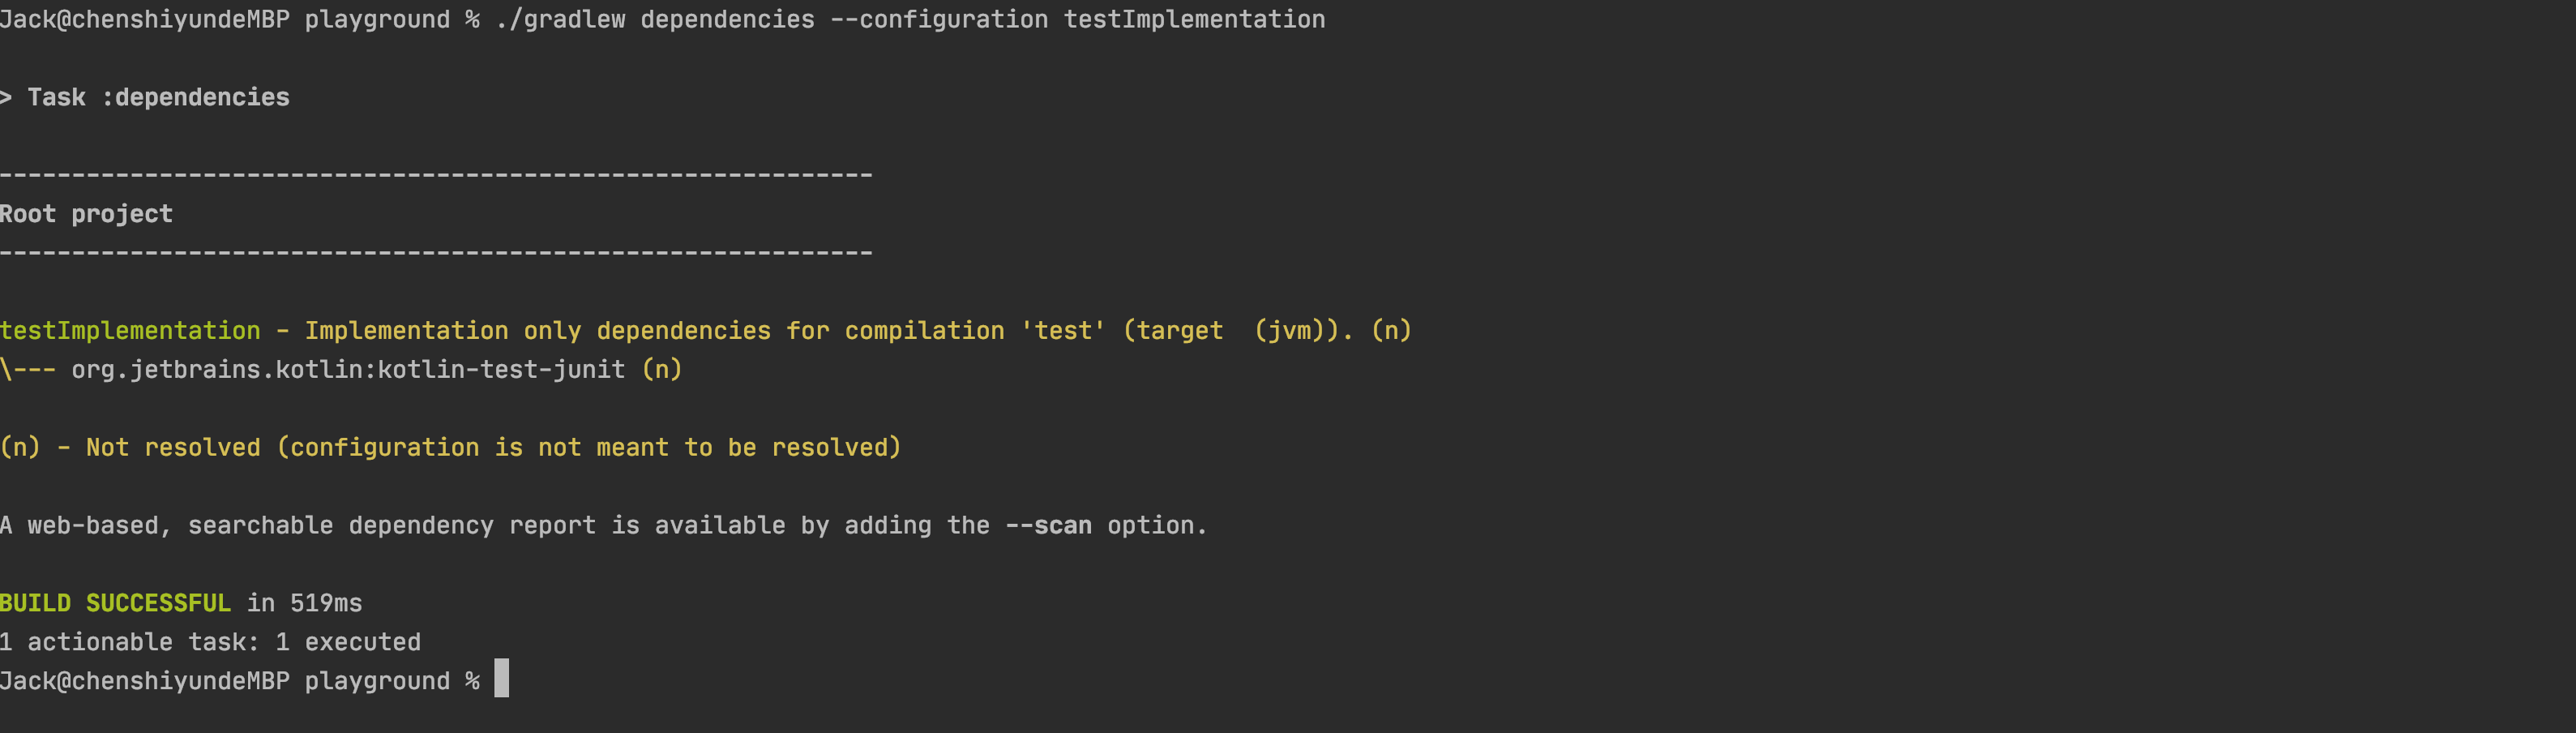 Jack@chenshiyundeMBP playground % ./gradlew dependencies --configuration testImplementation
> Task :dependencies
------------------------------------------------------------
Root project
------------------------------------------------------------
testImplementation - Implementation only dependencies for compilation 'test' (target  (jvm)). (n)
\--- org.jetbrains.kotlin:kotlin-test-junit (n)
(n) - Not resolved (configuration is not meant to be resolved)
A web-based, searchable dependency report is available by adding the --scan option.
BUILD SUCCESSFUL in 519ms
1 actionable task: 1 executed
Jack@chenshiyundeMBP playground %